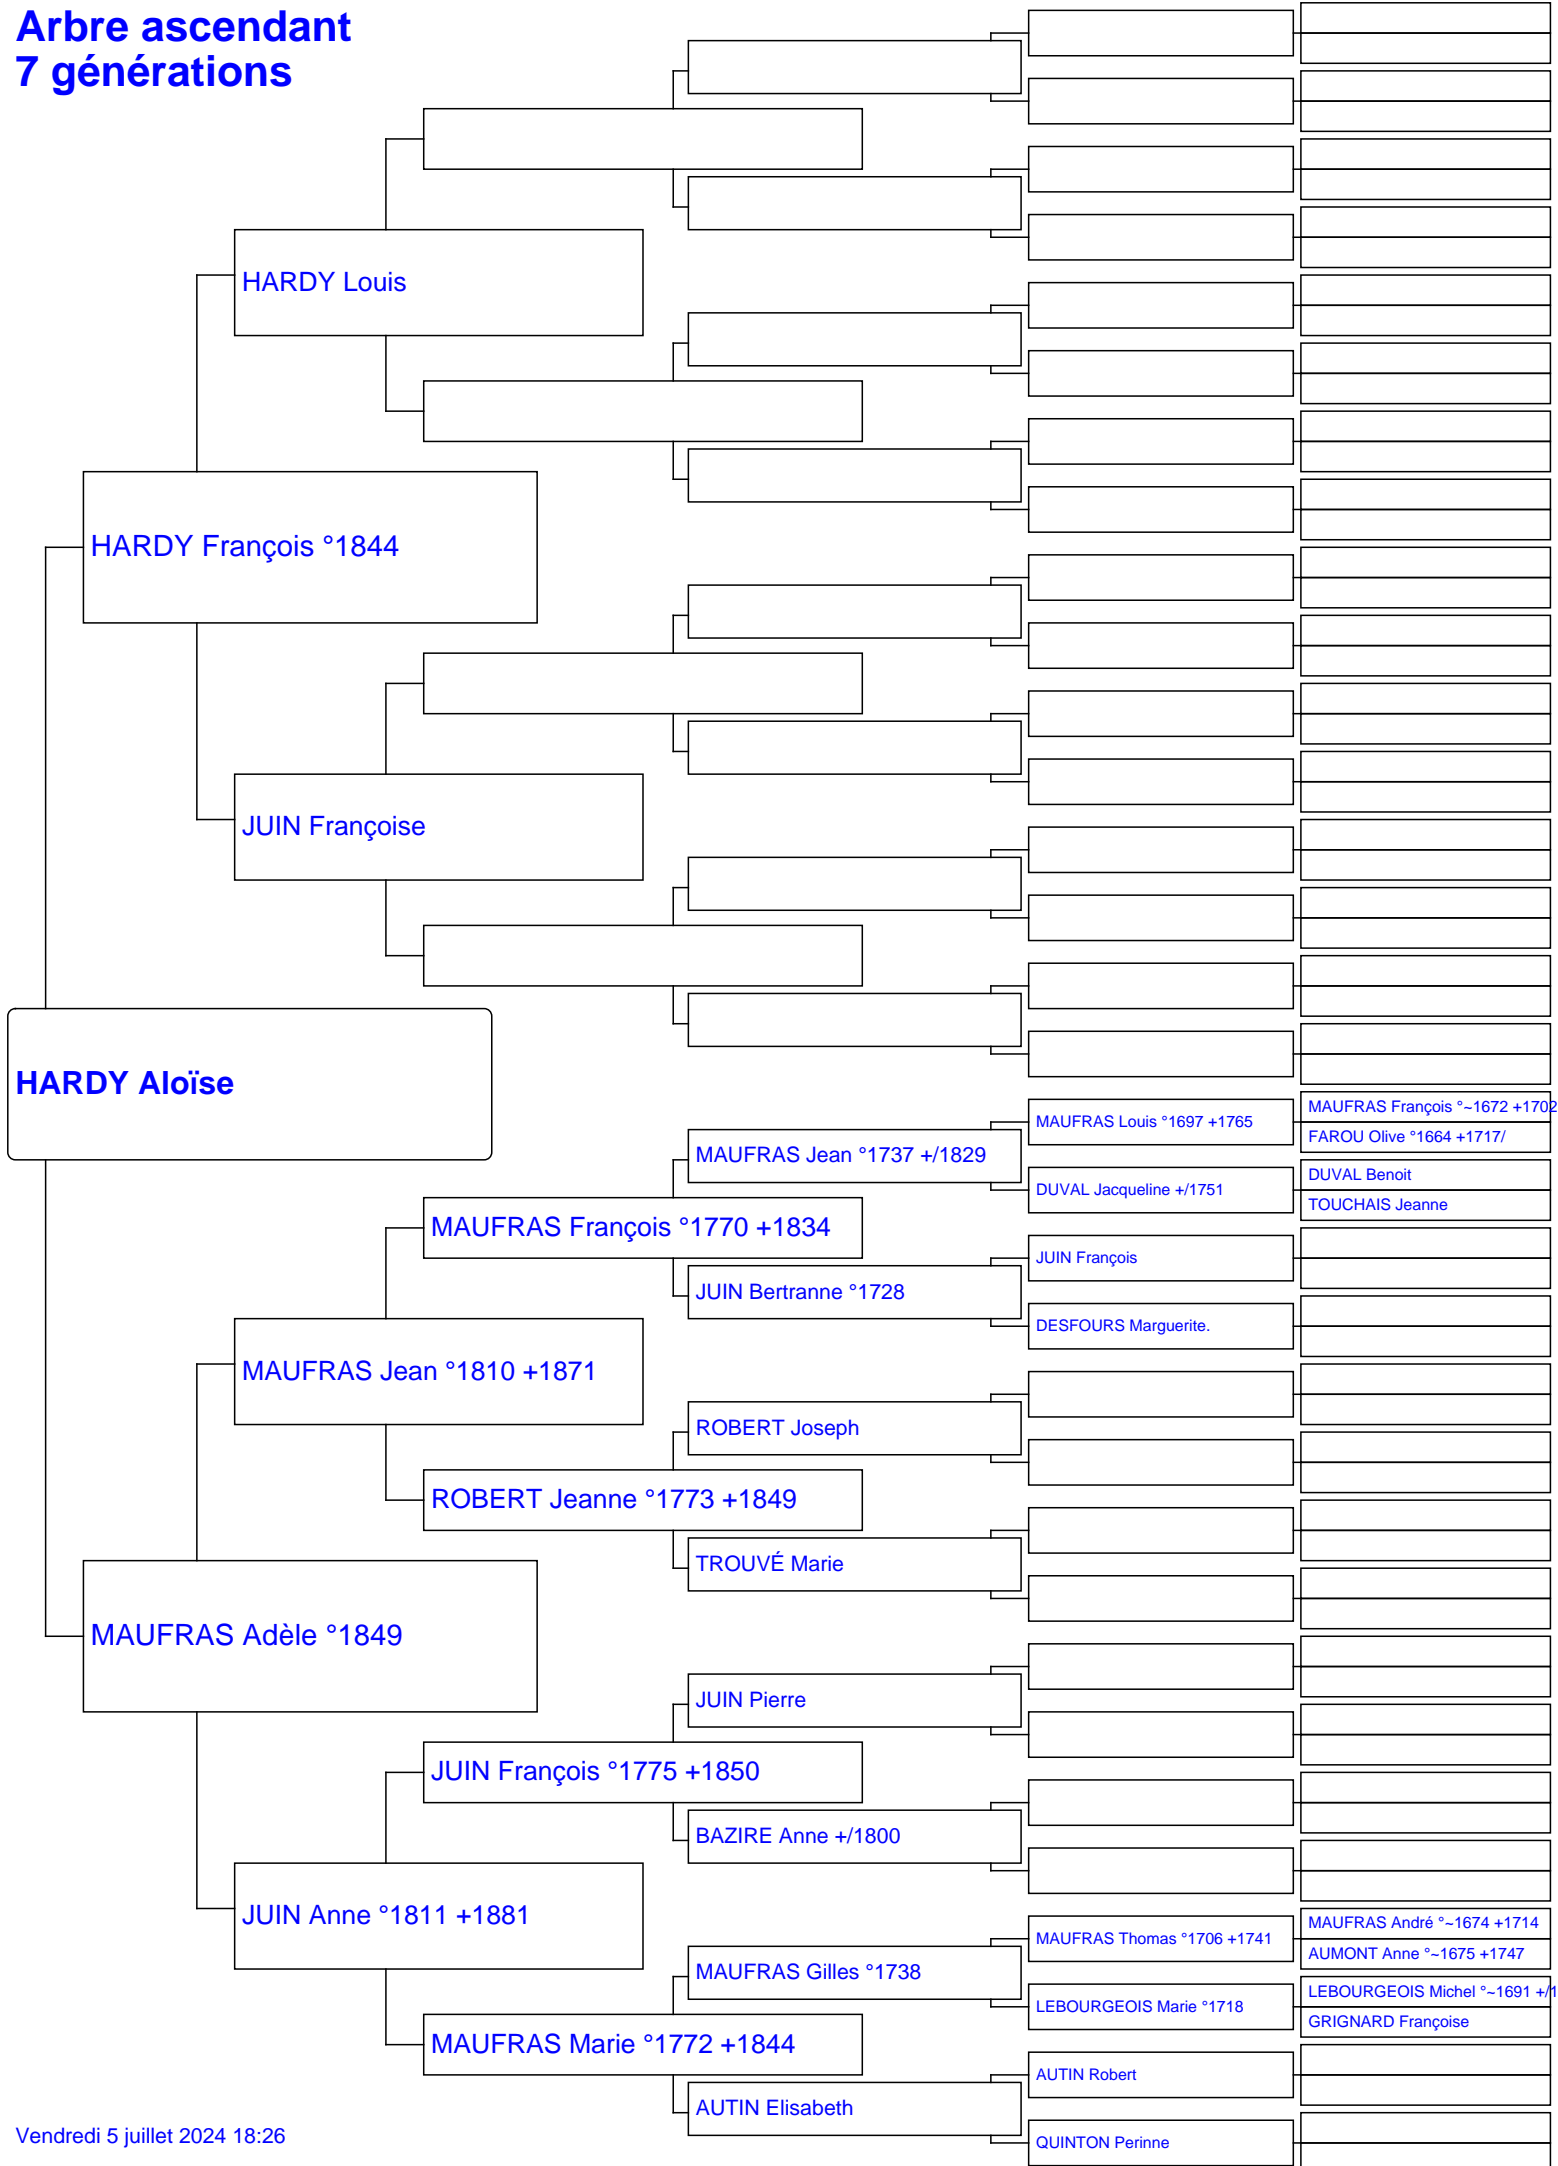 Arbre ascendant
7 générations
HARDY Louis
HARDY François °1844
JUIN Françoise
HARDY Aloïse
MAUFRAS François °~1672 +1702
MAUFRAS Louis °1697 +1765
FAROU Olive °1664 +1717/
MAUFRAS Jean °1737 +/1829
DUVAL Benoit
DUVAL Jacqueline +/1751
TOUCHAIS Jeanne
MAUFRAS François °1770 +1834
JUIN François
JUIN Bertranne °1728
DESFOURS Marguerite.
MAUFRAS Jean °1810 +1871
ROBERT Joseph
ROBERT Jeanne °1773 +1849
TROUVÉ Marie
MAUFRAS Adèle °1849
JUIN Pierre
JUIN François °1775 +1850
BAZIRE Anne +/1800
JUIN Anne °1811 +1881
MAUFRAS André °~1674 +1714
MAUFRAS Thomas °1706 +1741
AUMONT Anne °~1675 +1747
MAUFRAS Gilles °1738
LEBOURGEOIS Michel °~1691 +/1
LEBOURGEOIS Marie °1718
GRIGNARD Françoise
MAUFRAS Marie °1772 +1844
AUTIN Robert
AUTIN Elisabeth
QUINTON Perinne
Vendredi 5 juillet 2024 18:26